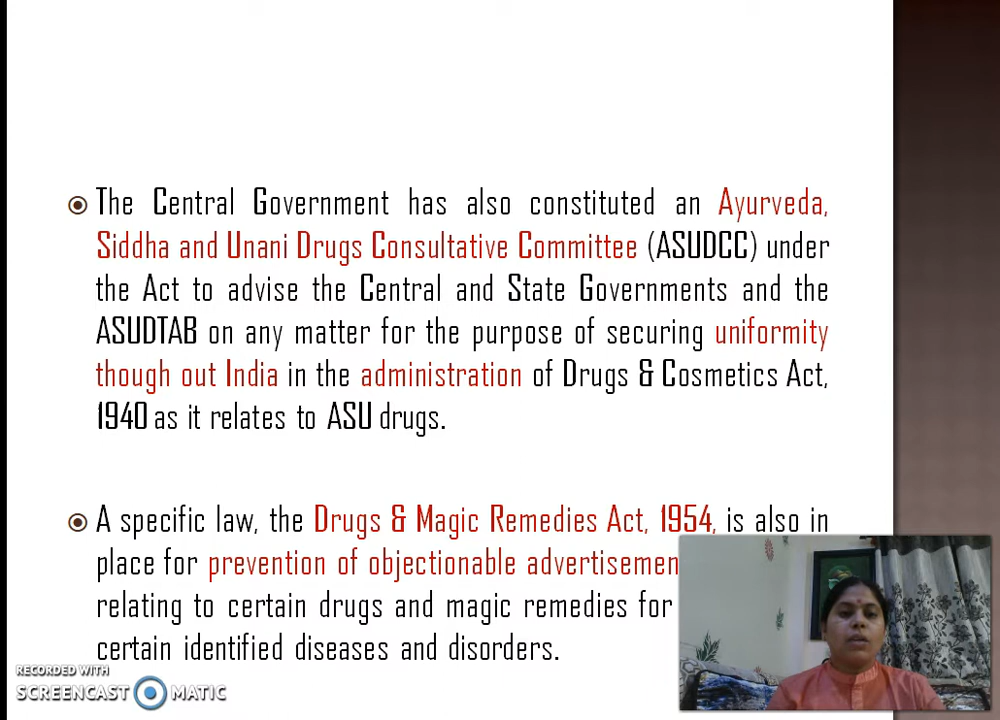 The Central Government has also constituted an Ayurveda,
Siddha and Unani Drugs Consultative Committee (ASUDCC) under
the Act to advise the Central and State Governments and the
ASUDTAB on any matter for the purpose of securing uniformity
though out India in the administration of Drugs & Cosmetics Act,
1940 as it relates to ASU drugs.
A specific law, the Drugs & Magic Remedies Act, 1954, is also in
place for prevention of objectionable advertisemen
relating to certain drugs and magic remedies for
certain identified diseases and disorders.
RECORDED WITH
SCREENCAST MATIC